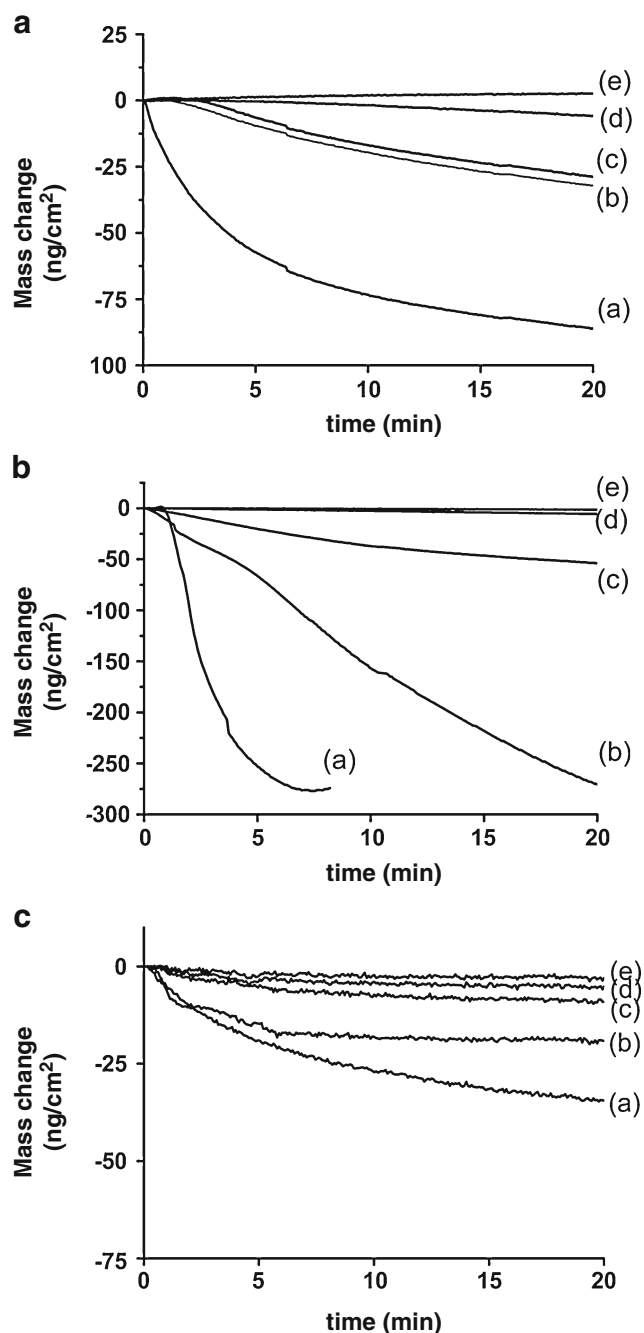 a
25
0
-25
-50
-75
100
Mass change
(ng/cm²)
0 5 10 15 20
time (min)
(e)
(d)
(c)
(b)
(a)
b
0
-50
-100
-150
-200
-250
-300
Mass change
(ng/cm²)
0 5 10 15 20
time (min)
(e)
(d)
(c)
(b)
(a)
c
0
-25
-50
-75
Mass change
(ng/cm²)
0 5 10 15 20
time (min)
(e)
(d)
(c)
(b)
(a)